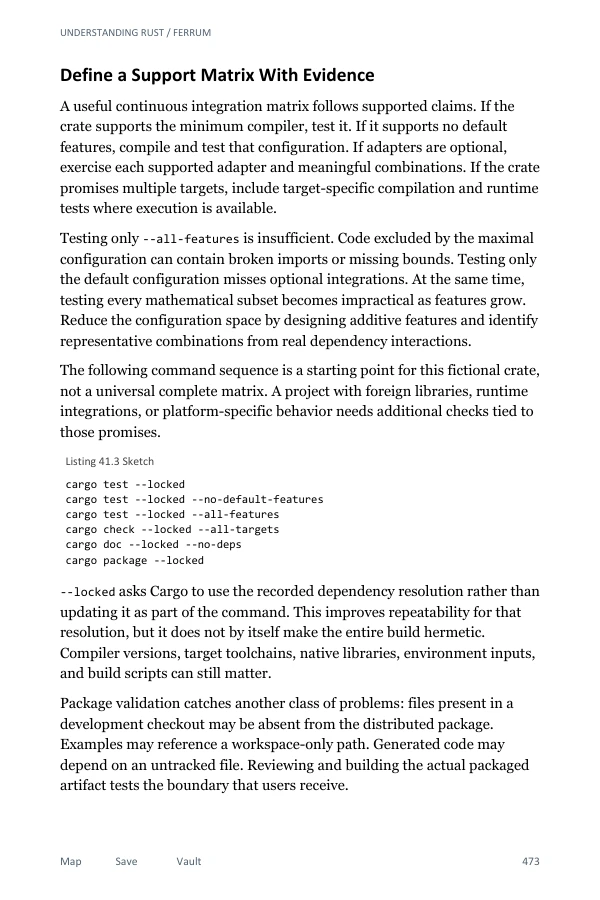 UNDERSTANDING RUST / FERRUM
Define a Support Matrix With Evidence
A useful continuous integration matrix follows supported claims. If the
crate supports the minimum compiler, test it. If it supports no default
features, compile and test that configuration. If adapters are optional,
exercise each supported adapter and meaningful combinations. If the crate
promises multiple targets, include target-specific compilation and runtime
tests where execution is available.
Testing only --all-features is insufficient. Code excluded by the maximal
configuration can contain broken imports or missing bounds. Testing only
the default configuration misses optional integrations. At the same time,
testing every mathematical subset becomes impractical as features grow.
Reduce the configuration space by designing additive features and identify
representative combinations from real dependency interactions.
The following command sequence is a starting point for this fictional crate,
not a universal complete matrix. A project with foreign libraries, runtime
integrations, or platform-specific behavior needs additional checks tied to
those promises.
Listing 41.3 Sketch
cargo test --locked
cargo test --locked --no-default-features
cargo test --locked --all-features
cargo check --locked --all-targets
cargo doc --locked --no-deps
cargo package --locked
--locked asks Cargo to use the recorded dependency resolution rather than
updating it as part of the command. This improves repeatability for that
resolution, but it does not by itself make the entire build hermetic.
Compiler versions, target toolchains, native libraries, environment inputs,
and build scripts can still matter.
Package validation catches another class of problems: files present in a
development checkout may be absent from the distributed package.
Examples may reference a workspace-only path. Generated code may
depend on an untracked file. Reviewing and building the actual packaged
artifact tests the boundary that users receive.
Map Save Vault 473